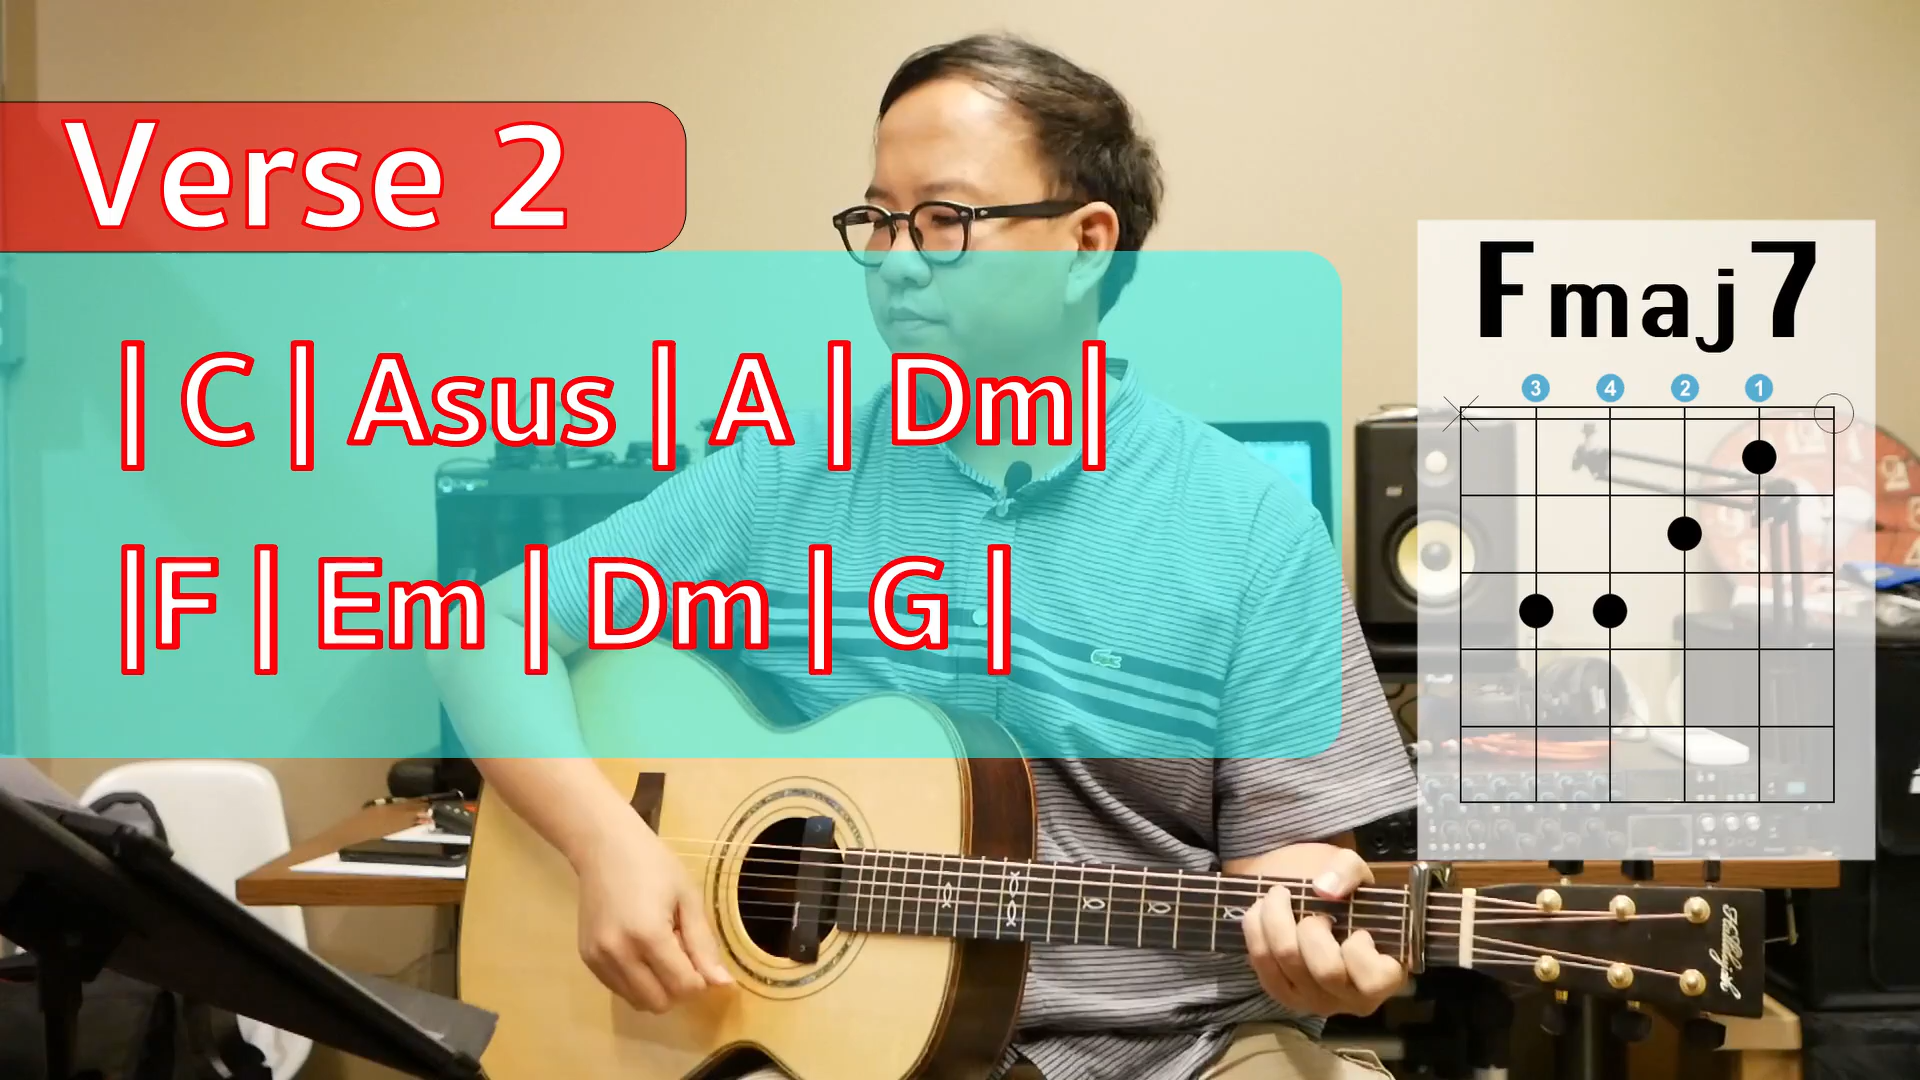 Verse 2
| C | Asus | A | Dm|
|F | Em | Dm | G |
Fmaj7
3 4 2 1